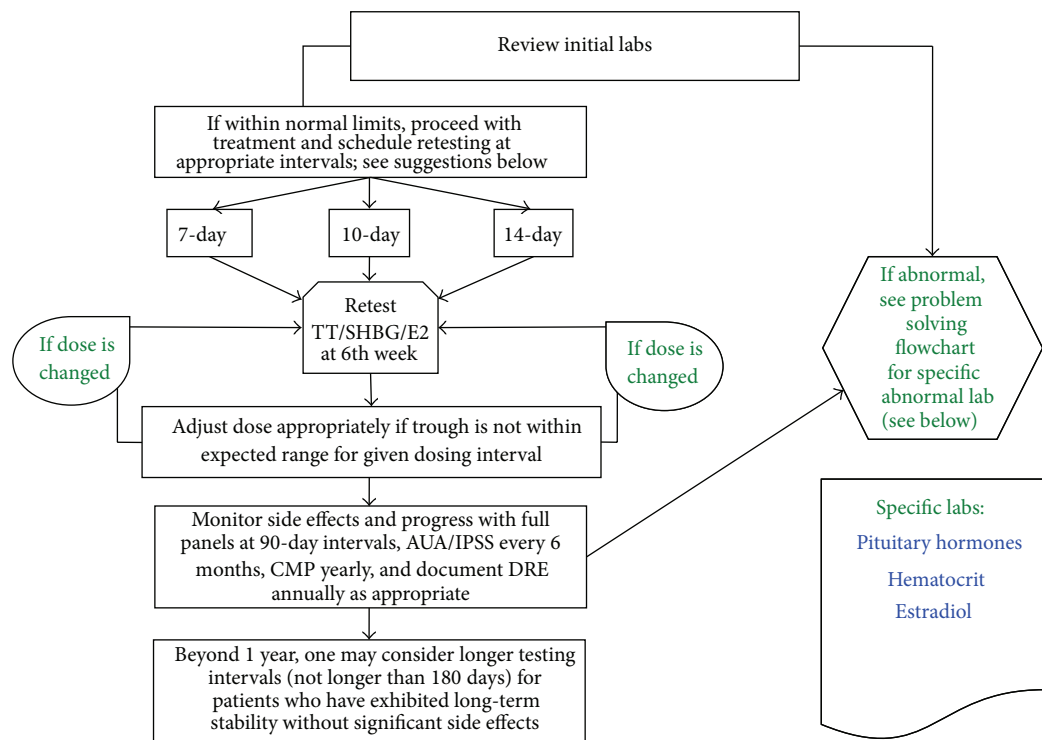 Review initial labs
If within normal limits, proceed with
treatment and schedule retesting at
appropriate intervals; see suggestions below
7-day
10-day
14-day
Retest
TT/SHBG/E2
at 6th week
If dose is
changed
If dose is
changed
If abnormal,
see problem
solving
flowchart
for specific
abnormal lab
(see below)
Adjust dose appropriately if trough is not within
expected range for given dosing interval
Monitor side effects and progress with full
panels at 90-day intervals, AUA/IPSS every 6
months, CMP yearly, and document DRE
annually as appropriate
Beyond 1 year, one may consider longer testing
intervals (not longer than 180 days) for
patients who have exhibited long-term
stability without significant side effects
Specific labs:
Pituitary hormones
Hematocrit
Estradiol